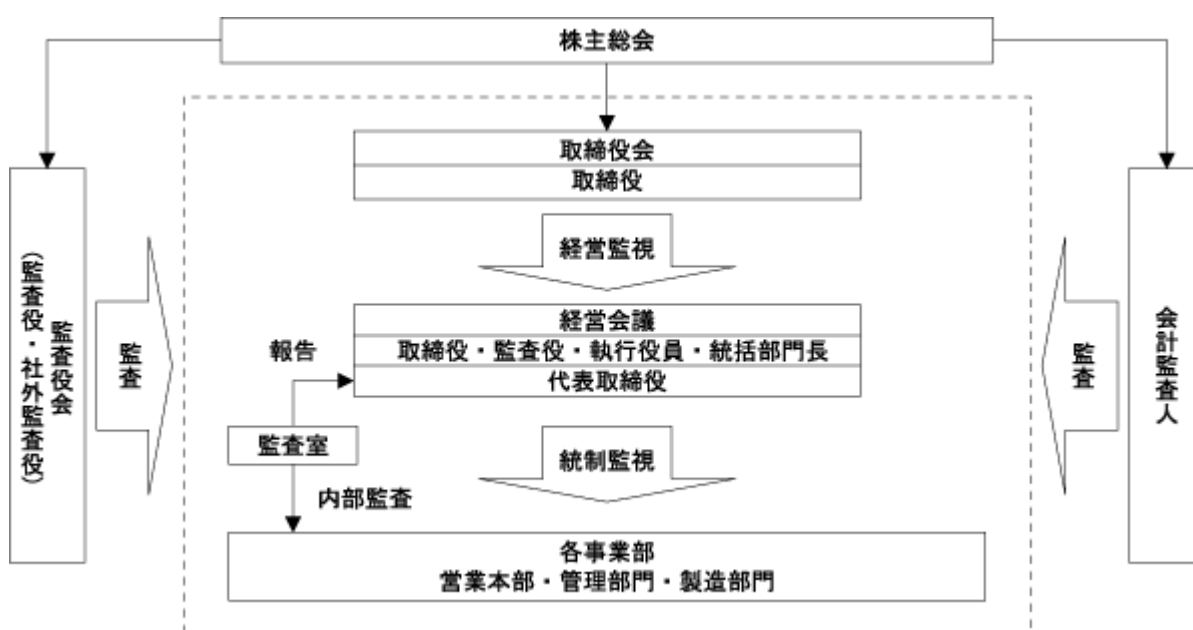 株主総会
取締役会
取締役
経営監視
経営会議
取締役・監査役・執行役員・統括部門長
代表取締役
報告
監査室
内部監査
統制監視
各事業部
営業本部・管理部門・製造部門
監査役会
（監査役・社外監査役）
監査
監査
会計監査人